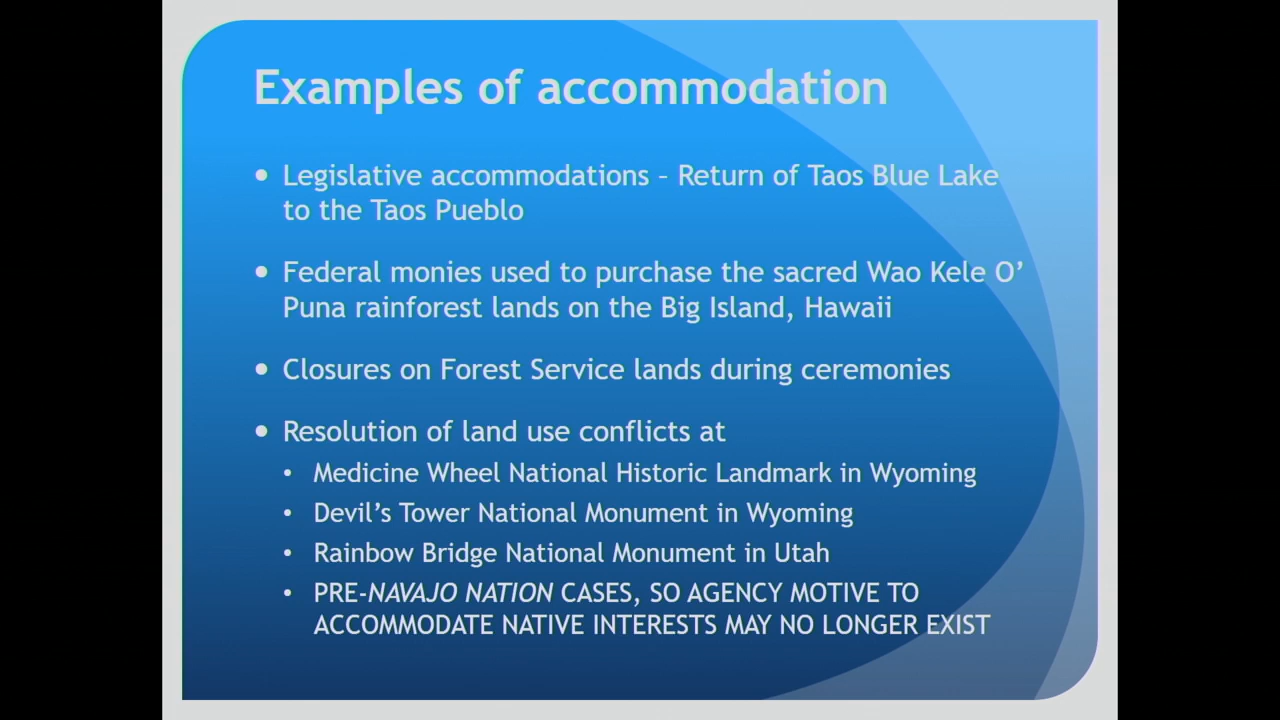 Examples of accommodation
• Legislative accommodations – Return of Taos Blue Lake
to the Taos Pueblo
• Federal monies used to purchase the sacred Wao Kele O’
Puna rainforest lands on the Big Island, Hawaii
• Closures on Forest Service lands during ceremonies
• Resolution of land use conflicts at
• Medicine Wheel National Historic Landmark in Wyoming
• Devil’s Tower National Monument in Wyoming
• Rainbow Bridge National Monument in Utah
• PRE-NAVAJO NATION CASES, SO AGENCY MOTIVE TO
ACCOMMODATE NATIVE INTERESTS MAY NO LONGER EXIST